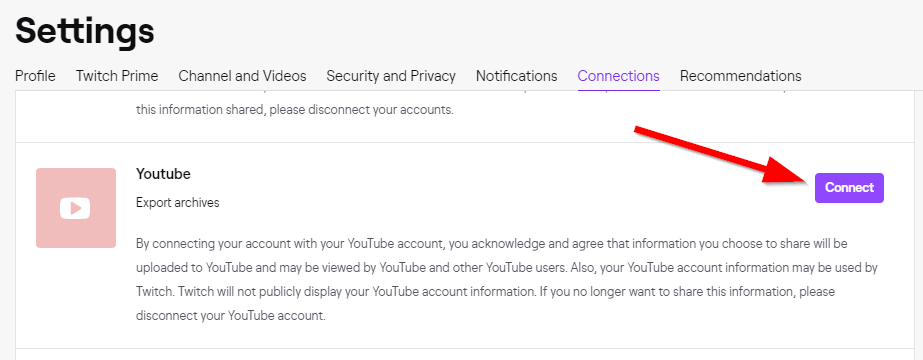 Settings
Profile Twitch Prime Channel and Videos Security and Privacy Notifications Connections Recommendations
this information shared, please disconnect your accounts.
Youtube
Connect
Export archives
By connecting your account with your YouTube account, you acknowledge and agree that information you choose to share will be
uploaded to YouTube and may be viewed by YouTube and other YouTube users. Also, your YouTube account information may be used by
Twitch. Twitch will not publicly display your YouTube account information. If you no longer want to share this information, please
disconnect your YouTube account.